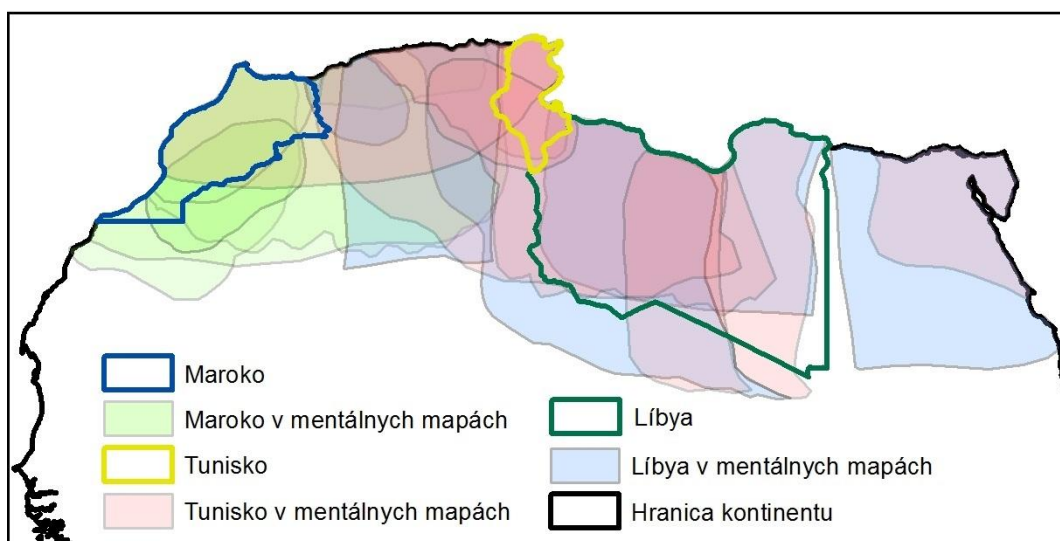 Maroko
Maroko v mentálnych mapách
Tunisko
Tunisko v mentálnych mapách
Líbya
Líbya v mentálnych mapách
Hranica kontinentu